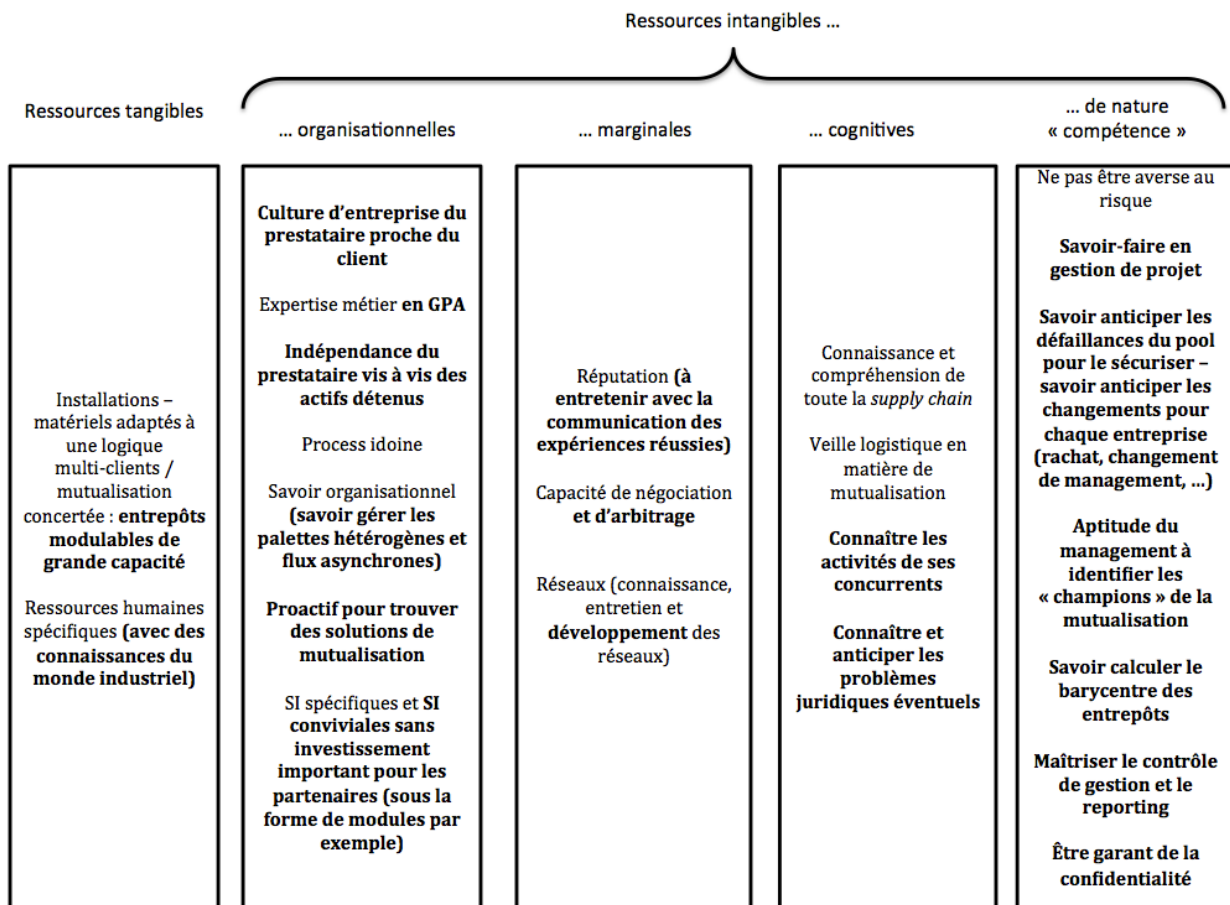 Ressources intangibles ...
Ressources tangibles
... organisationnelles
... marginales
... cognitives
... de nature
« compétence »
Installations –
matériels adaptés à
une logique
multi-clients /
mutualisation
concertée : entrepôts
modulables de
grande capacité
Ressources humaines
spécifiques (avec des
connaissances du
monde industriel)
Culture d'entreprise du
prestataire proche du
client
Expertise métier en GPA
Indépendance du
prestataire vis à vis des
actifs détenus
Process idoine
Savoir organisationnel
(savoir gérer les
palettes hétérogènes et
flux asynchrones)
Proactif pour trouver
des solutions de
mutualisation
SI spécifiques et SI
conviviales sans
investissement
important pour les
partenaires (sous la
forme de modules par
exemple)
Réputation (à
entretenir avec la
communication des
expériences réussies)
Capacité de négociation
et d'arbitrage
Réseaux (connaissance,
entretien et
développement des
réseaux)
Connaissance et
compréhension de
toute la supply chain
Veille logistique en
matière de
mutualisation
Connaître les
activités de ses
concurrents
Connaître et
anticiper les
problèmes
juridiques éventuels
Ne pas être averse au
risque
Savoir-faire en
gestion de projet
Savoir anticiper les
défaillances du pool
pour le sécuriser –
savoir anticiper les
changements pour
chaque entreprise
(rachat, changement
de management, ...)
Aptitude du
management à
identifier les
« champions » de la
mutualisation
Savoir calculer le
barycentre des
entrepôts
Maîtriser le contrôle
de gestion et le
reporting
Être garant de la
confidentialité